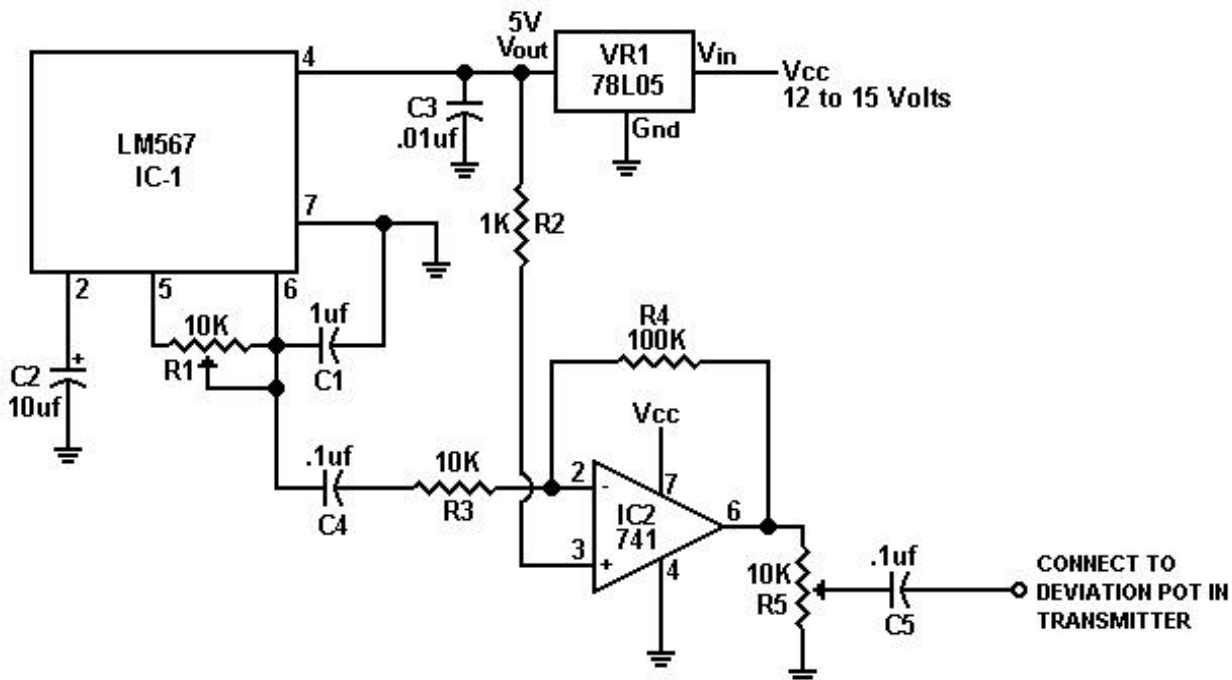 5V
Vout
VR1
78L05
Vin
Vcc
12 to 15 Volts
Gnd
4
C3
.01uf
LM567
IC-1
7
1K
R2
2
5
6
10K
R1
1uf
C1
C2
+
10uf
R4
100K
Vcc
.1uf
C4
10K
R3
2
-
7
IC2
741
6
3
+
4
10K
R5
.1uf
C5
CONNECT TO
DEVIATION POT IN
TRANSMITTER